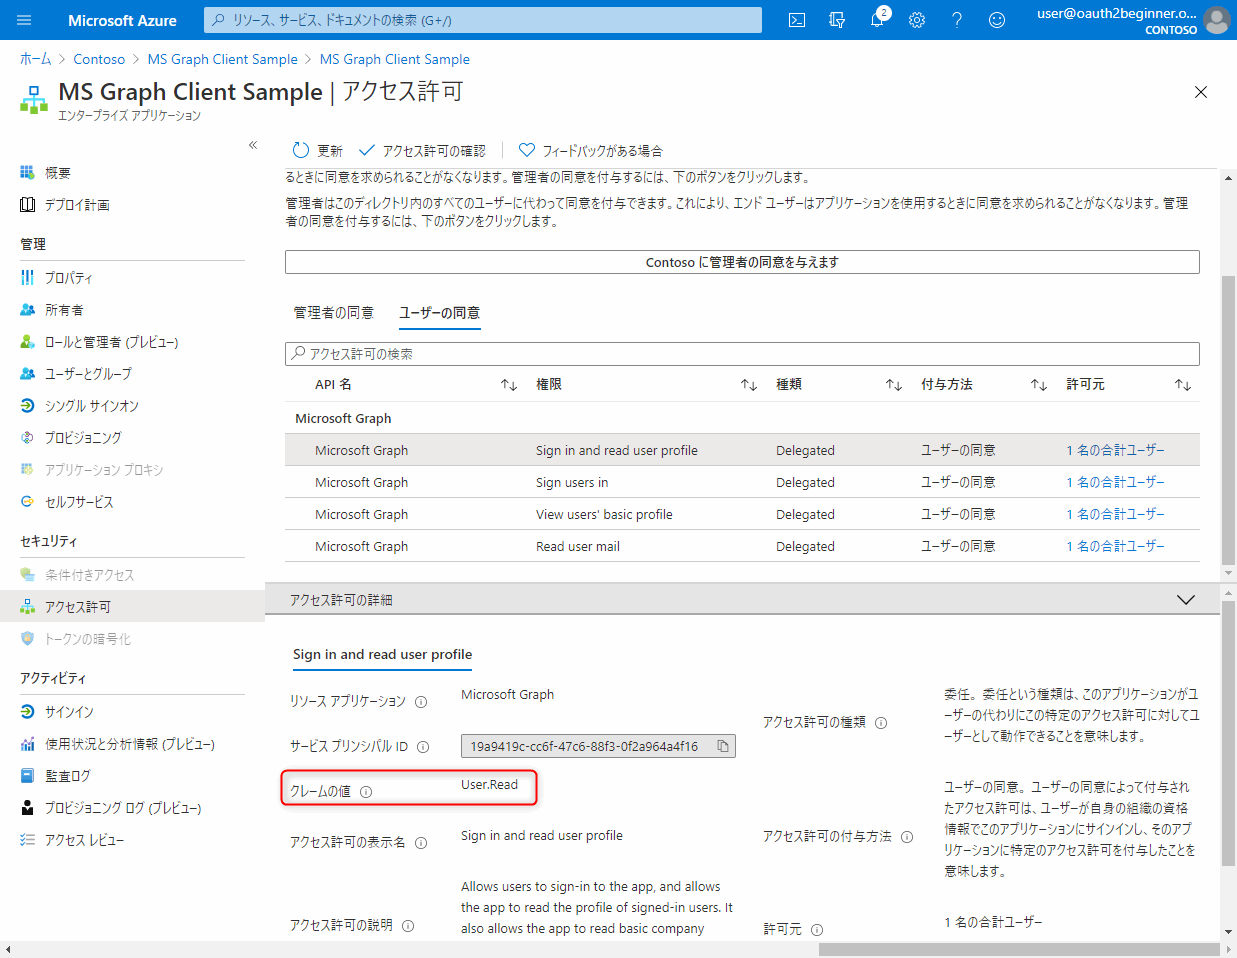 Microsoft Azure
リソース、サービス、ドキュメントの検索 (G+/)
2
user@oauth2beginner.o...
CONTOSO
ホーム > Contoso > MS Graph Client Sample > MS Graph Client Sample
MS Graph Client Sample | アクセス許可
エンタープライズ アプリケーション
«
概要
デプロイ計画
管理
プロパティ
所有者
ロールと管理者 (プレビュー)
ユーザーとグループ
シングル サインオン
プロビジョニング
アプリケーション プロキシ
セルフサービス
セキュリティ
条件付きアクセス
アクセス許可
トークンの暗号化
アクティビティ
サインイン
使用状況と分析情報 (プレビュー)
監査ログ
プロビジョニング ログ (プレビュー)
アクセス レビュー
更新 アクセス許可の確認 フィードバックがある場合
るときに同意を求められることがなくなります。管理者の同意を付与するには、下のボタンをクリックします。
管理者はこのディレクトリ内のすべてのユーザーに代わって同意を付与できます。これにより、エンド ユーザーはアプリケーションを使用するときに同意を求められることがなくなります。管理
者の同意を付与するには、下のボタンをクリックします。
Contoso に管理者の同意を与えます
管理者の同意 ユーザーの同意
アクセス許可の検索
API 名 権限 種類 付与方法 許可元
Microsoft Graph
Microsoft Graph Sign in and read user profile Delegated ユーザーの同意 1 名の合計ユーザー
Microsoft Graph Sign users in Delegated ユーザーの同意 1 名の合計ユーザー
Microsoft Graph View users' basic profile Delegated ユーザーの同意 1 名の合計ユーザー
Microsoft Graph Read user mail Delegated ユーザーの同意 1 名の合計ユーザー
アクセス許可の詳細
Sign in and read user profile
リソース アプリケーション Microsoft Graph
サービス プリンシパル ID 19a9419c-cc6f-47c6-88f3-0f2a964a4f16
クレームの値 User.Read
アクセス許可の表示名 Sign in and read user profile
アクセス許可の説明
Allows users to sign-in to the app, and allows
the app to read the profile of signed-in users. It
also allows the app to read basic company
アクセス許可の種類
委任。 委任という種類は、このアプリケーションがユ
ーザーの代わりにこの特定のアクセス許可に対してユ
ーザーとして動作できることを意味します。
アクセス許可の付与方法
ユーザーの同意。 ユーザーの同意によって付与され
たアクセス許可は、ユーザーが自身の組織の資格
情報でこのアプリケーションにサインインし、そのアプ
リケーションに特定のアクセス許可を付与したことを
意味します。
許可元 1 名の合計ユーザー